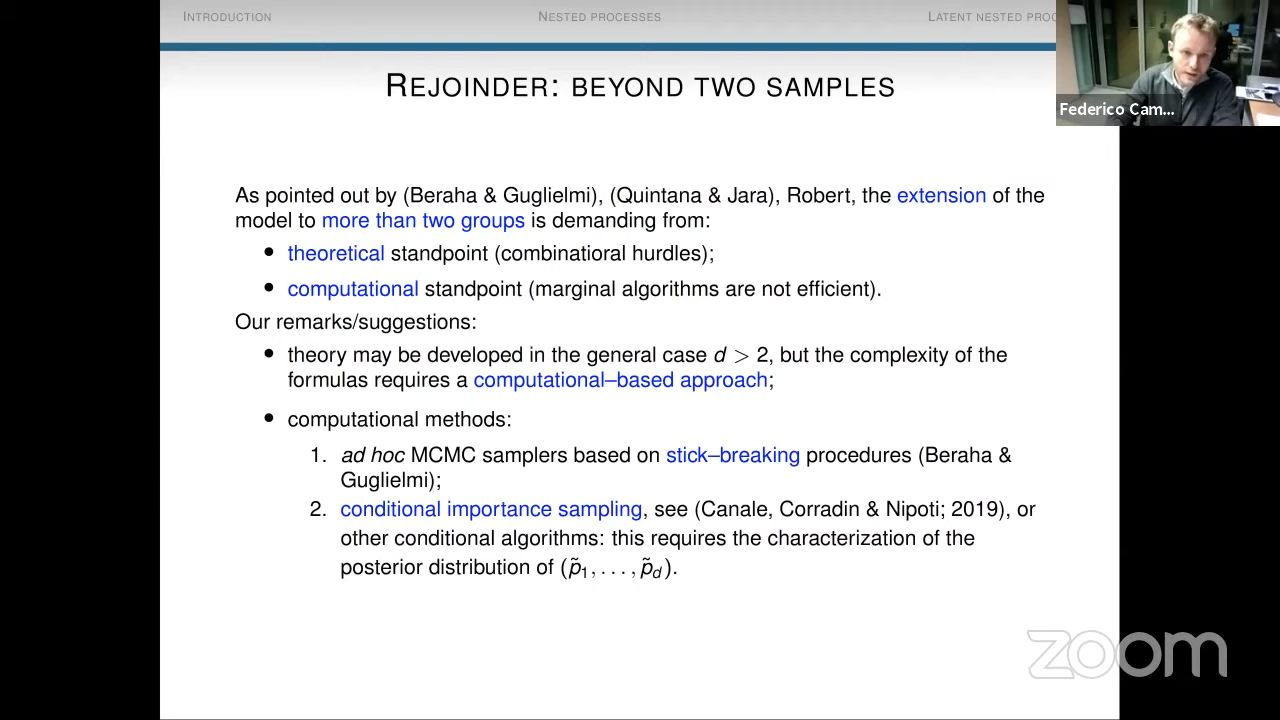 INTRODUCTION NESTED PROCESSES LATENT NESTED PROC
REJOINDER: BEYOND TWO SAMPLES
Federico Cam...
As pointed out by (Beraha & Guglielmi), (Quintana & Jara), Robert, the extension of the
model to more than two groups is demanding from:
• theoretical standpoint (combinatioral hurdles);
• computational standpoint (marginal algorithms are not efficient).
Our remarks/suggestions:
• theory may be developed in the general case d > 2, but the complexity of the
formulas requires a computational–based approach;
• computational methods:
1. ad hoc MCMC samplers based on stick–breaking procedures (Beraha &
Guglielmi);
2. conditional importance sampling, see (Canale, Corradin & Nipoti; 2019), or
other conditional algorithms: this requires the characterization of the
posterior distribution of (p̃₁, . . . , p̃_d).
zoom